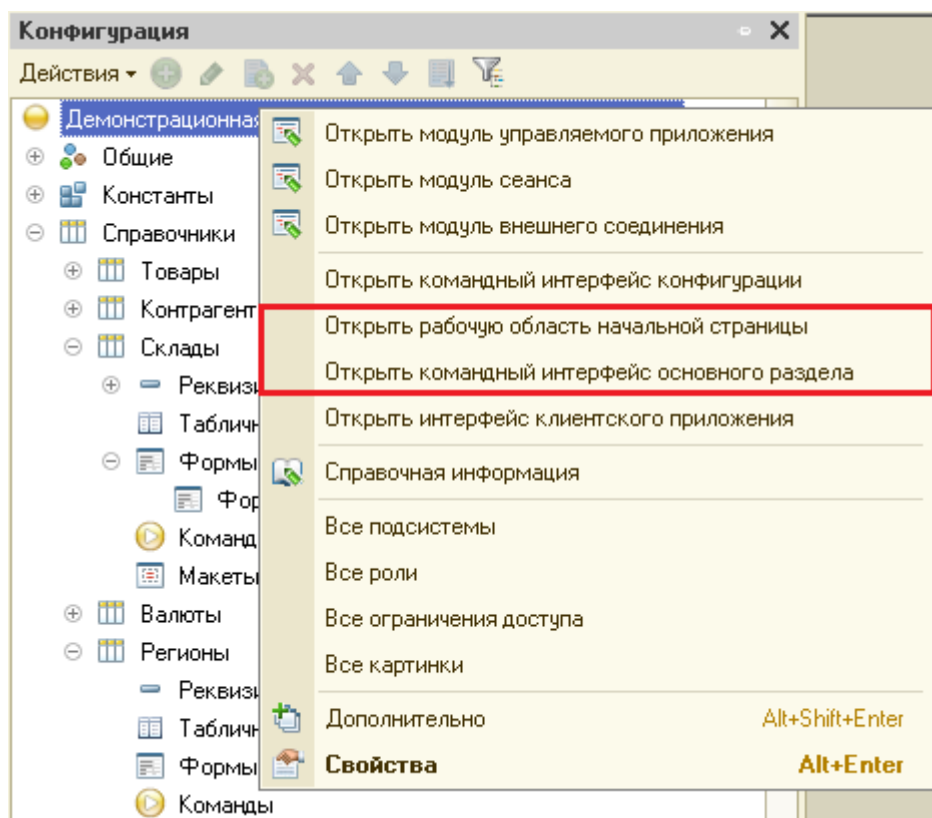 Конфигурация
Действия
Демонстрационная
Общие
Константы
Справочники
Товары
Контрагент
Склады
Реквизи
Табличн
Формы
Фор
Команд
Макеты
Валюты
Регионы
Реквизи
Табличн
Формы
Команды
Открыть модуль управляемого приложения
Открыть модуль сеанса
Открыть модуль внешнего соединения
Открыть командный интерфейс конфигурации
Открыть рабочую область начальной страницы
Открыть командный интерфейс основного раздела
Открыть интерфейс клиентского приложения
Справочная информация
Все подсистемы
Все роли
Все ограничения доступа
Все картинки
Дополнительно Alt+Shift+Enter
Свойства Alt+Enter